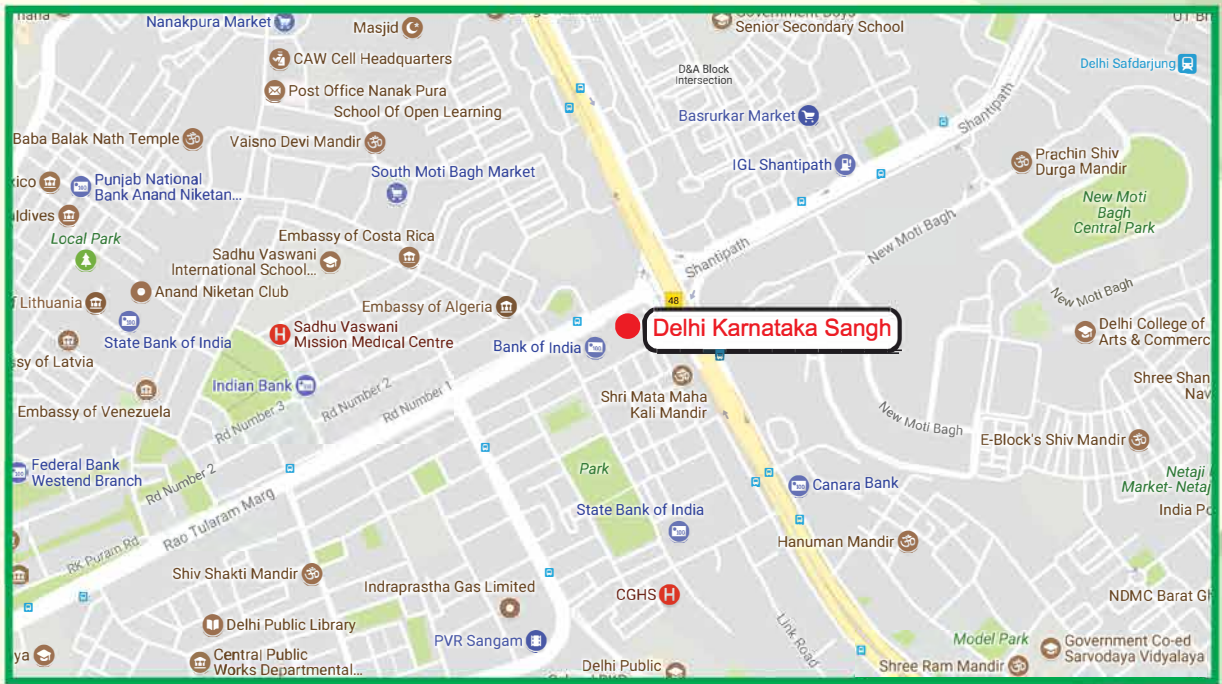 Nanakpura Market
Masjid
Senior Secondary School
UT
CAW Cell Headquarters
D&A Block
Intersection
Delhi Safdarjung
Post Office Nanak Pura
School Of Open Learning
Basrurkar Market
Shantipath
Baba Balak Nath Temple
Vaisno Devi Mandir
IGL Shantipath
Prachin Shiv
Durga Mandir
South Moti Bagh Market
Punjab National
Bank Anand Niketan...
New Moti
Bagh
Central Park
ldives
Local Park
Embassy of Costa Rica
New Moti Bagh
Sadhu Vaswani
International School...
Shantipath
Anand Niketan Club
New Moti Bagh
f Lithuania
Embassy of Algeria
48
Delhi Karnataka Sangh
State Bank of India
Sadhu Vaswani
Mission Medical Centre
Bank of India
Delhi College of
Arts & Commerc
ssy of Latvia
Indian Bank
Rd Number 2
Rd Number 1
Shri Mata Maha
Kali Mandir
Shree Shan
Nav
Embassy of Venezuela
Rd Number 3
New Moti Bagh
E-Block's Shiv Mandir
Federal Bank
Westend Branch
Rd Number 2
Park
Canara Bank
Netaji
Market- Netaj
Rao Tularam Marg
State Bank of India
India Po
RK Puram Rd
Hanuman Mandir
Shiv Shakti Mandir
Indraprastha Gas Limited
CGHS
NDMC Barat Gh
Delhi Public Library
Link Road
PVR Sangam
Model Park
Government Co-ed
Sarvodaya Vidyalaya
ya
Central Public
Works Departmental...
Delhi Public
Shree Ram Mandir